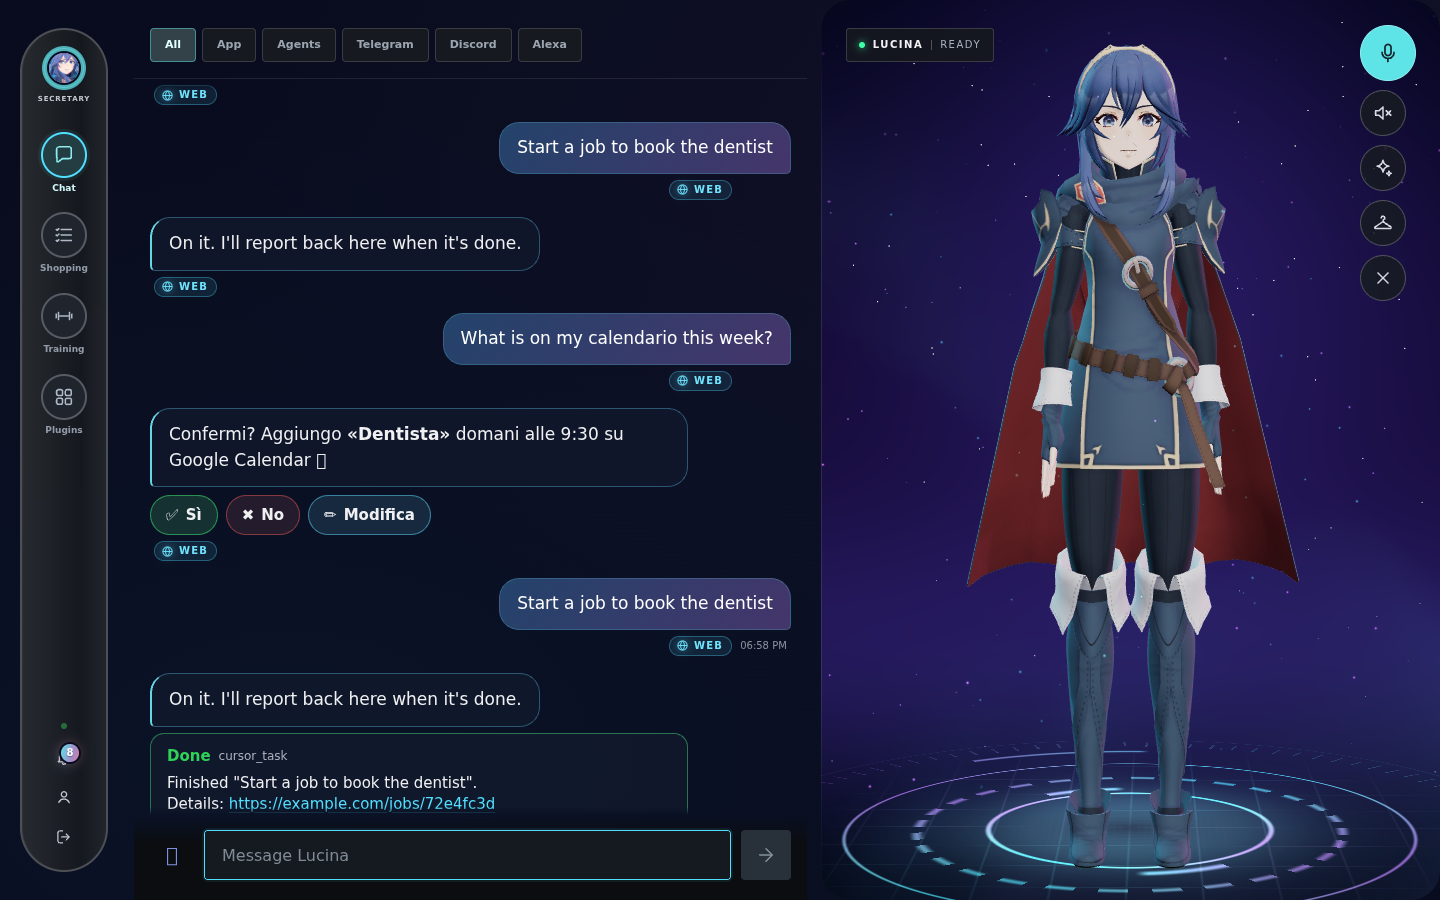 All
App
Agents
Telegram
Discord
Alexa
SECRETARY
Chat
Shopping
Training
Plugins
8
WEB
Start a job to book the dentist
WEB
On it. I'll report back here when it's done.
WEB
What is on my calendario this week?
WEB
Confermi? Aggiungo «Dentista» domani alle 9:30 su
Google Calendar
Sì
No
Modifica
WEB
Start a job to book the dentist
WEB 06:58 PM
On it. I'll report back here when it's done.
Done cursor_task
Finished "Start a job to book the dentist".
Details: https://example.com/jobs/72e4fc3d
Message Lucina
LUCINA | READY